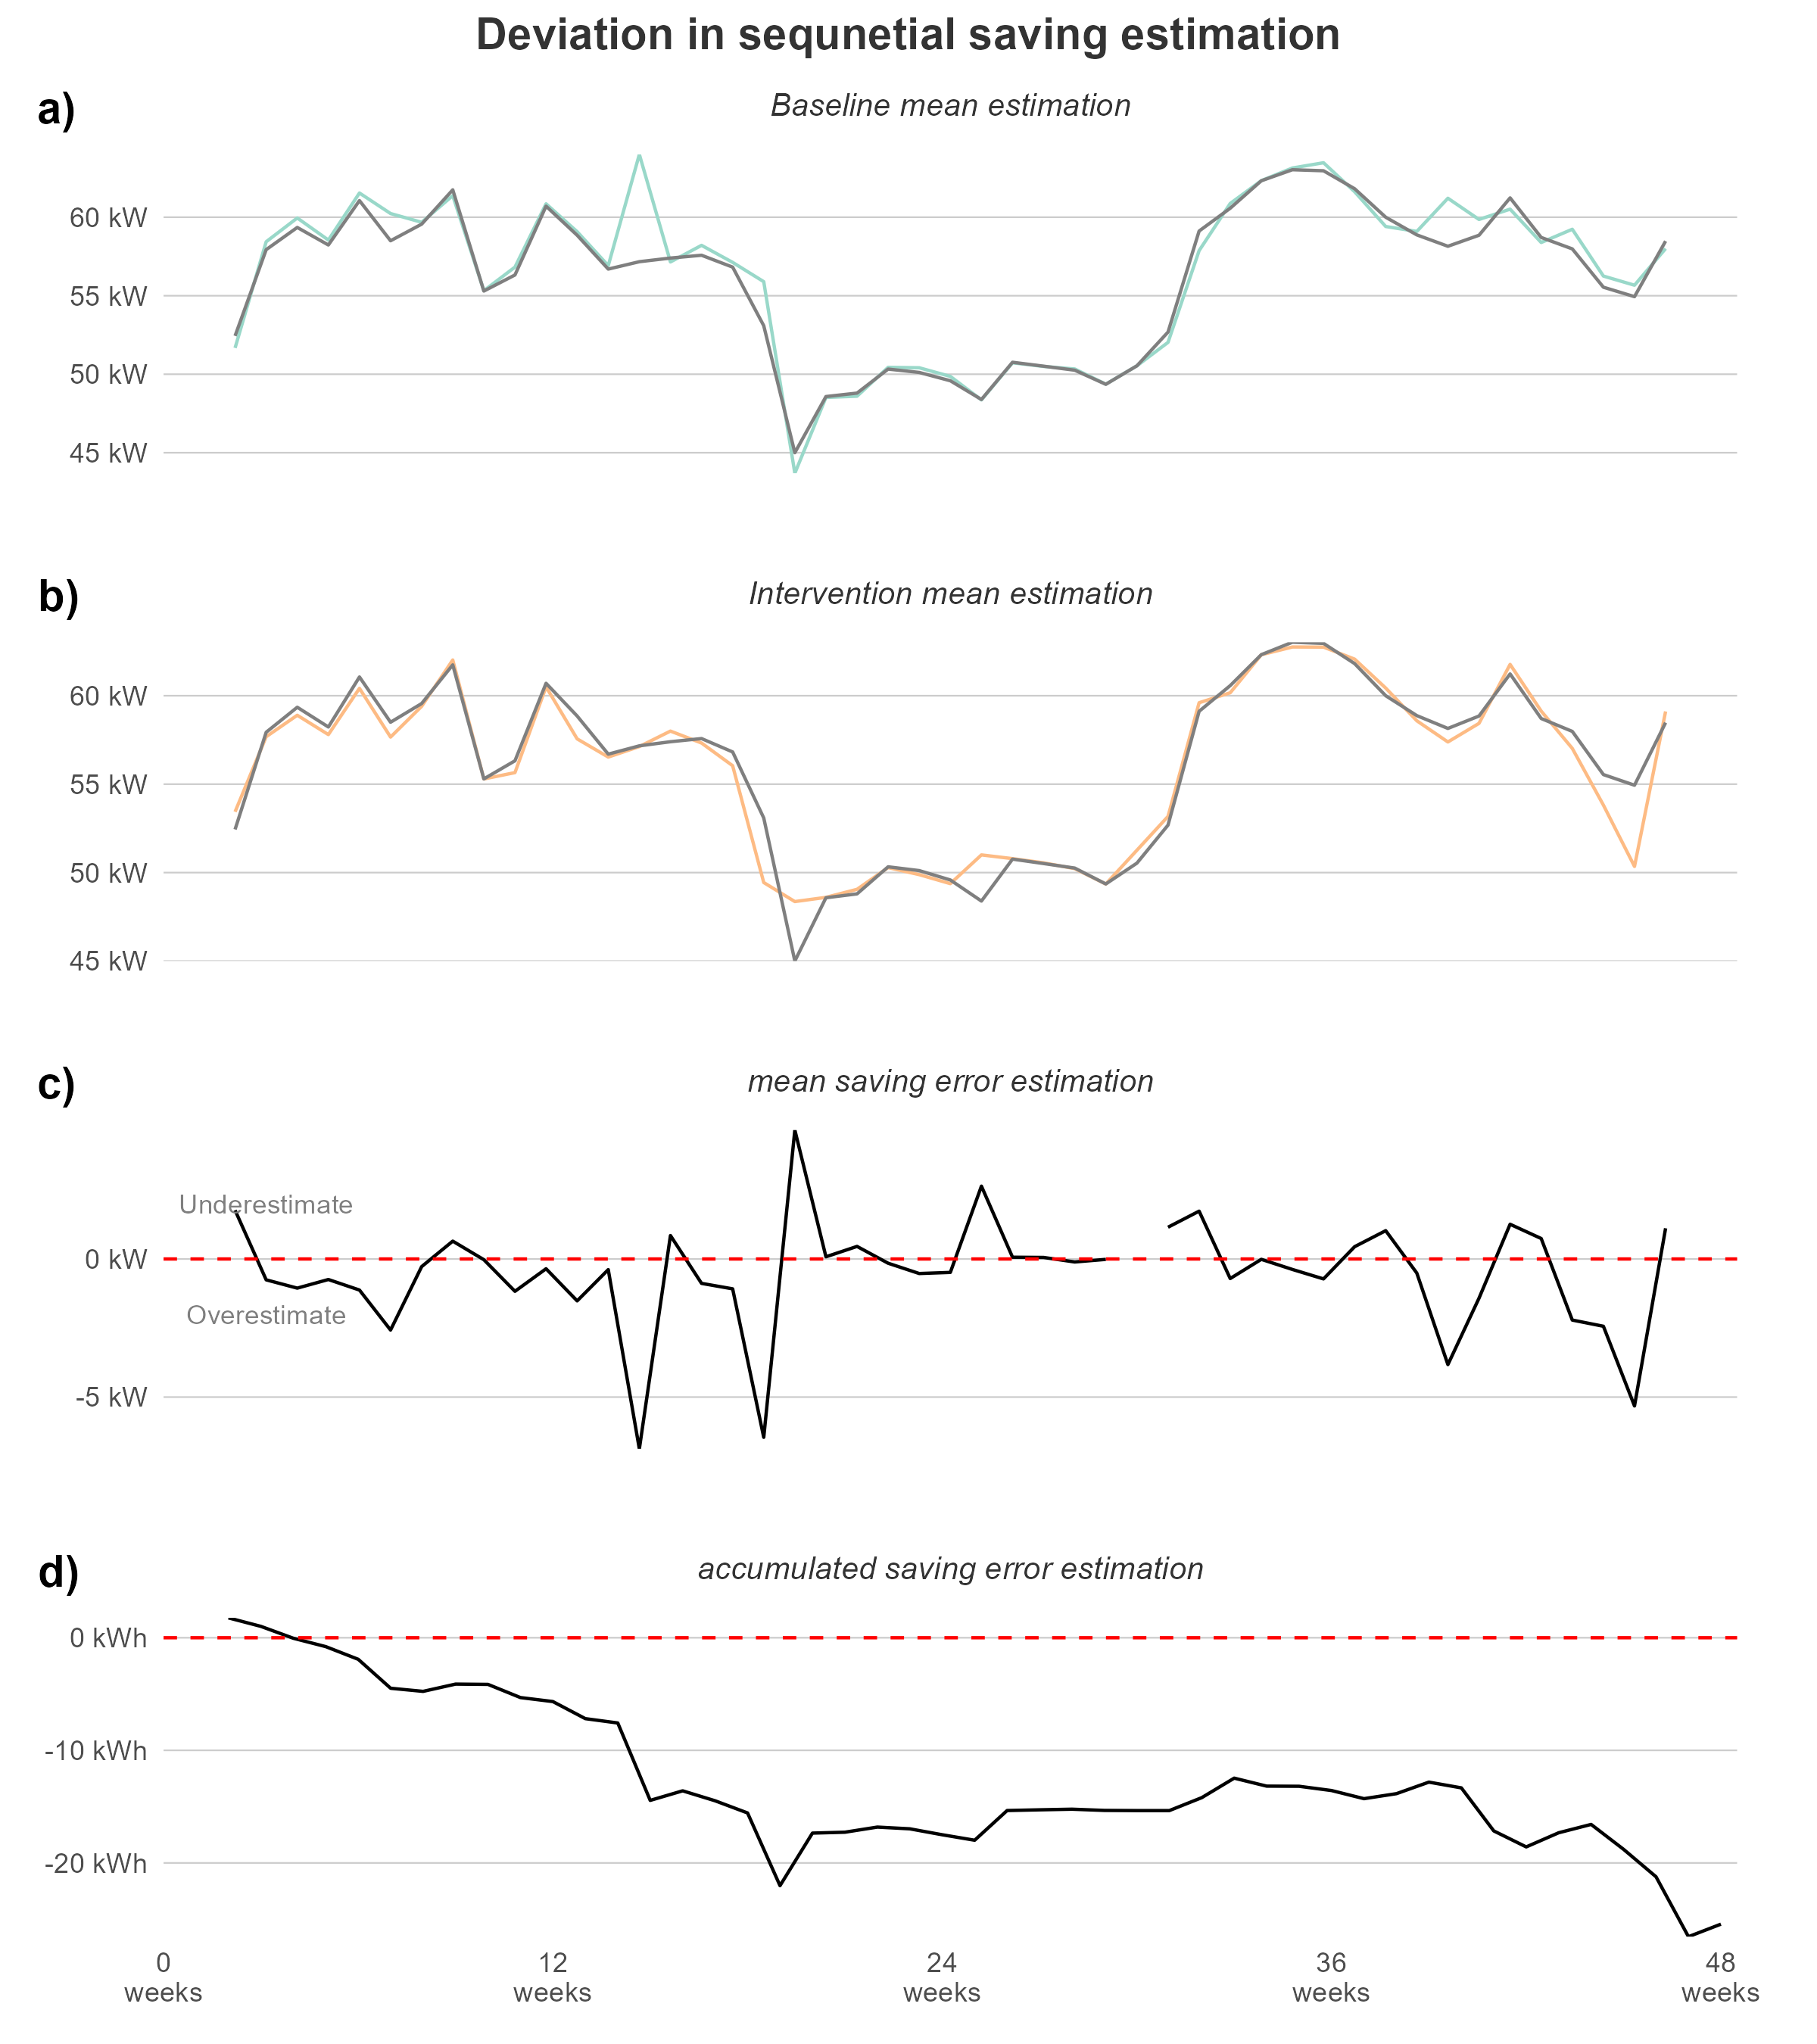 Deviation in sequnetial saving estimation
a)
Baseline mean estimation
60 kW
55 kW
50 kW
45 kW
b)
Intervention mean estimation
60 kW
55 kW
50 kW
45 kW
c)
mean saving error estimation
Underestimate
0 kW
Overestimate
-5 kW
d)
accumulated saving error estimation
0 kWh
-10 kWh
-20 kWh
0 12 24 36 48
weeks weeks weeks weeks weeks